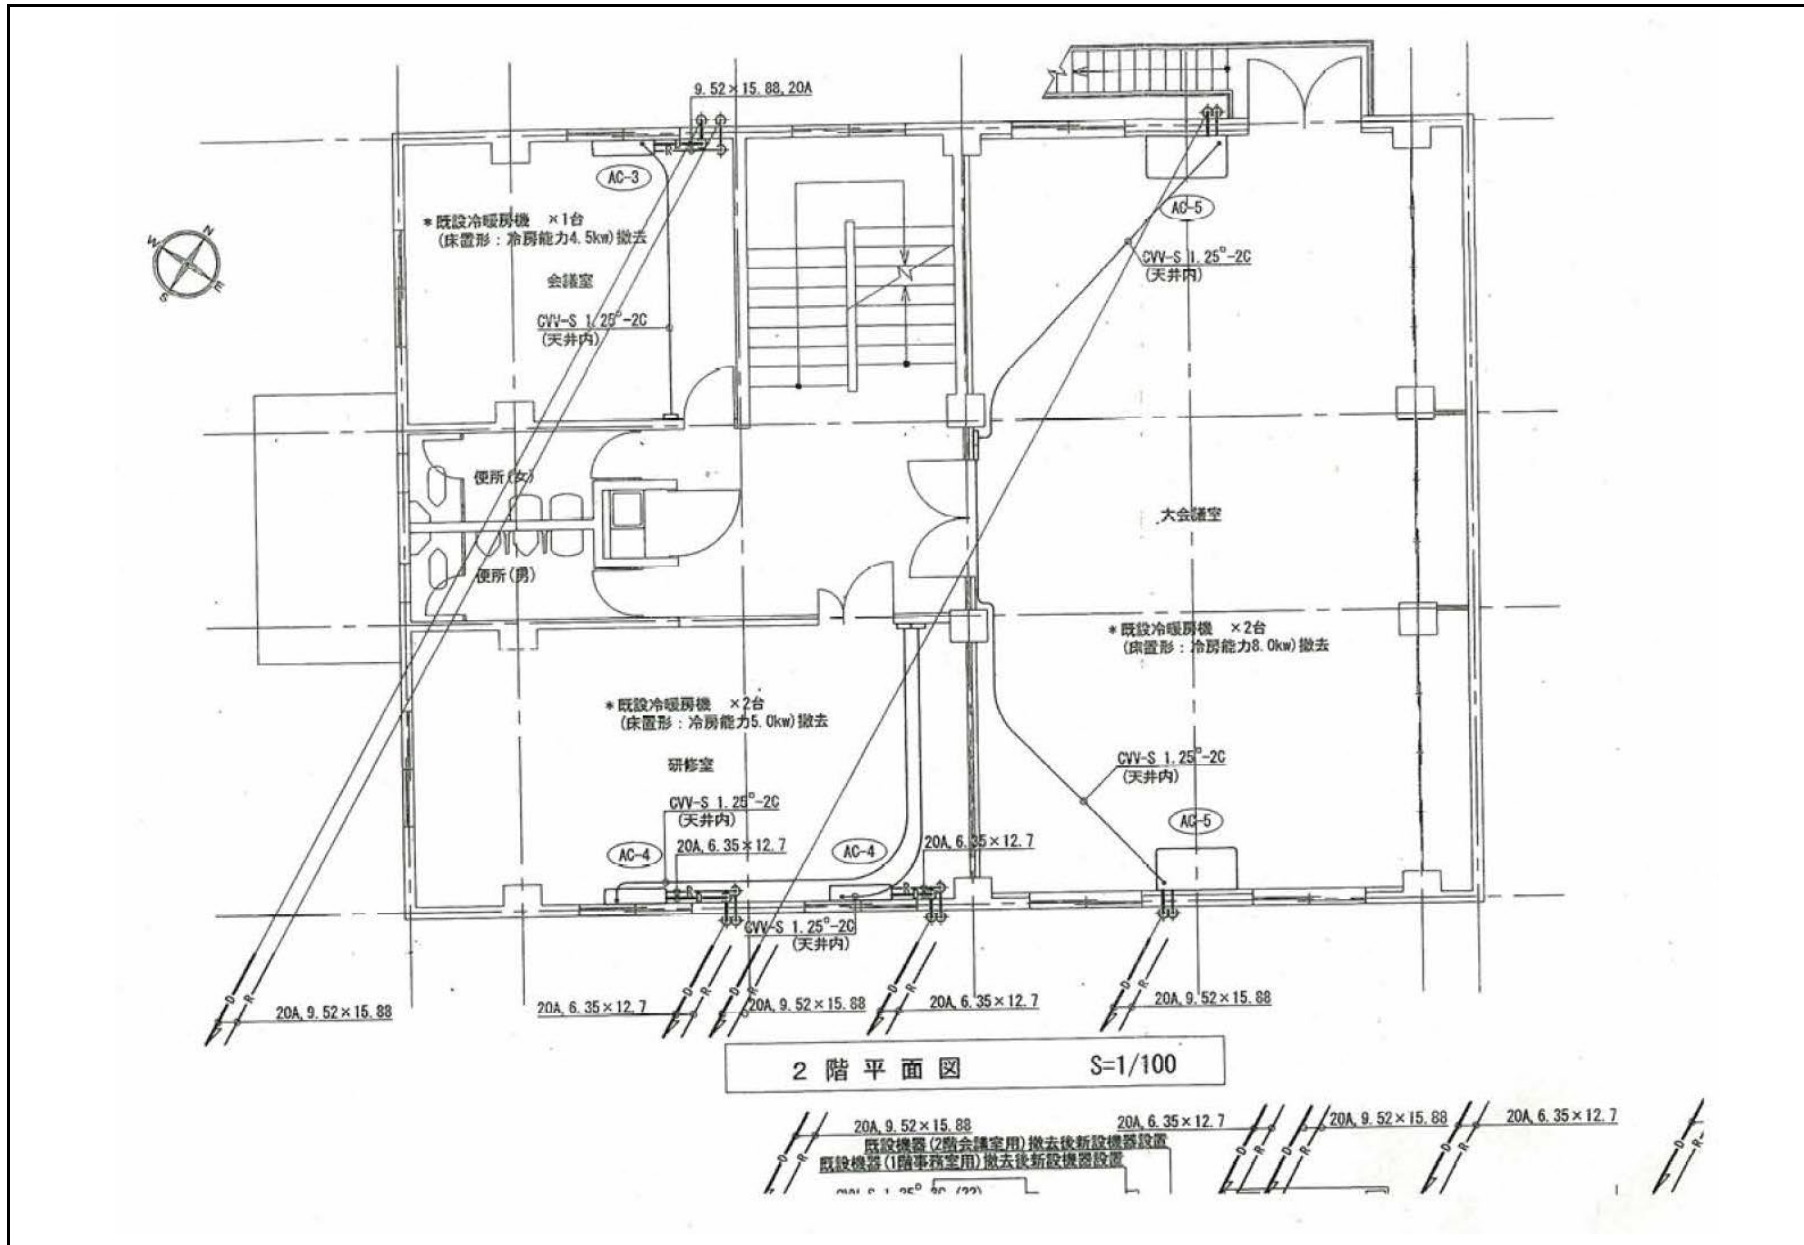 9.52×15.88,20A
AC-3
*既設冷暖房機 ×1台
(床置形:冷房能力4.5kw)撤去
会議室
CVV-S 1.25□-2C
(天井内)
N
W
E
S
AC-5
CVV-S 1.25□-2C
(天井内)
便所(女)
便所(男)
大会議室
*既設冷暖房機 ×2台
(床置形:冷房能力8.0kw)撤去
*既設冷暖房機 ×2台
(床置形:冷房能力5.0kw)撤去
研修室
CVV-S 1.25□-2C
(天井内)
CVV-S 1.25□-2C
(天井内)
AC-4
20A,6.35×12.7
AC-4
20A,6.35×12.7
AC-5
R
R
R
CVV-S 1.25□-2C
(天井内)
D
R
20A,9.52×15.88
20A,6.35×12.7
D
R
D
R
20A,9.52×15.88
D
R
20A,6.35×12.7
D
R
20A,9.52×15.88
2階平面図 S=1/100
20A,9.52×15.88
20A,6.35×12.7
20A,9.52×15.88
20A,6.35×12.7
既設機器(2階会議室用)撤去後新設機器設置
既設機器(1階事務室用)撤去後新設機器設置
D
R
D
R
D
R
D
R
D
R